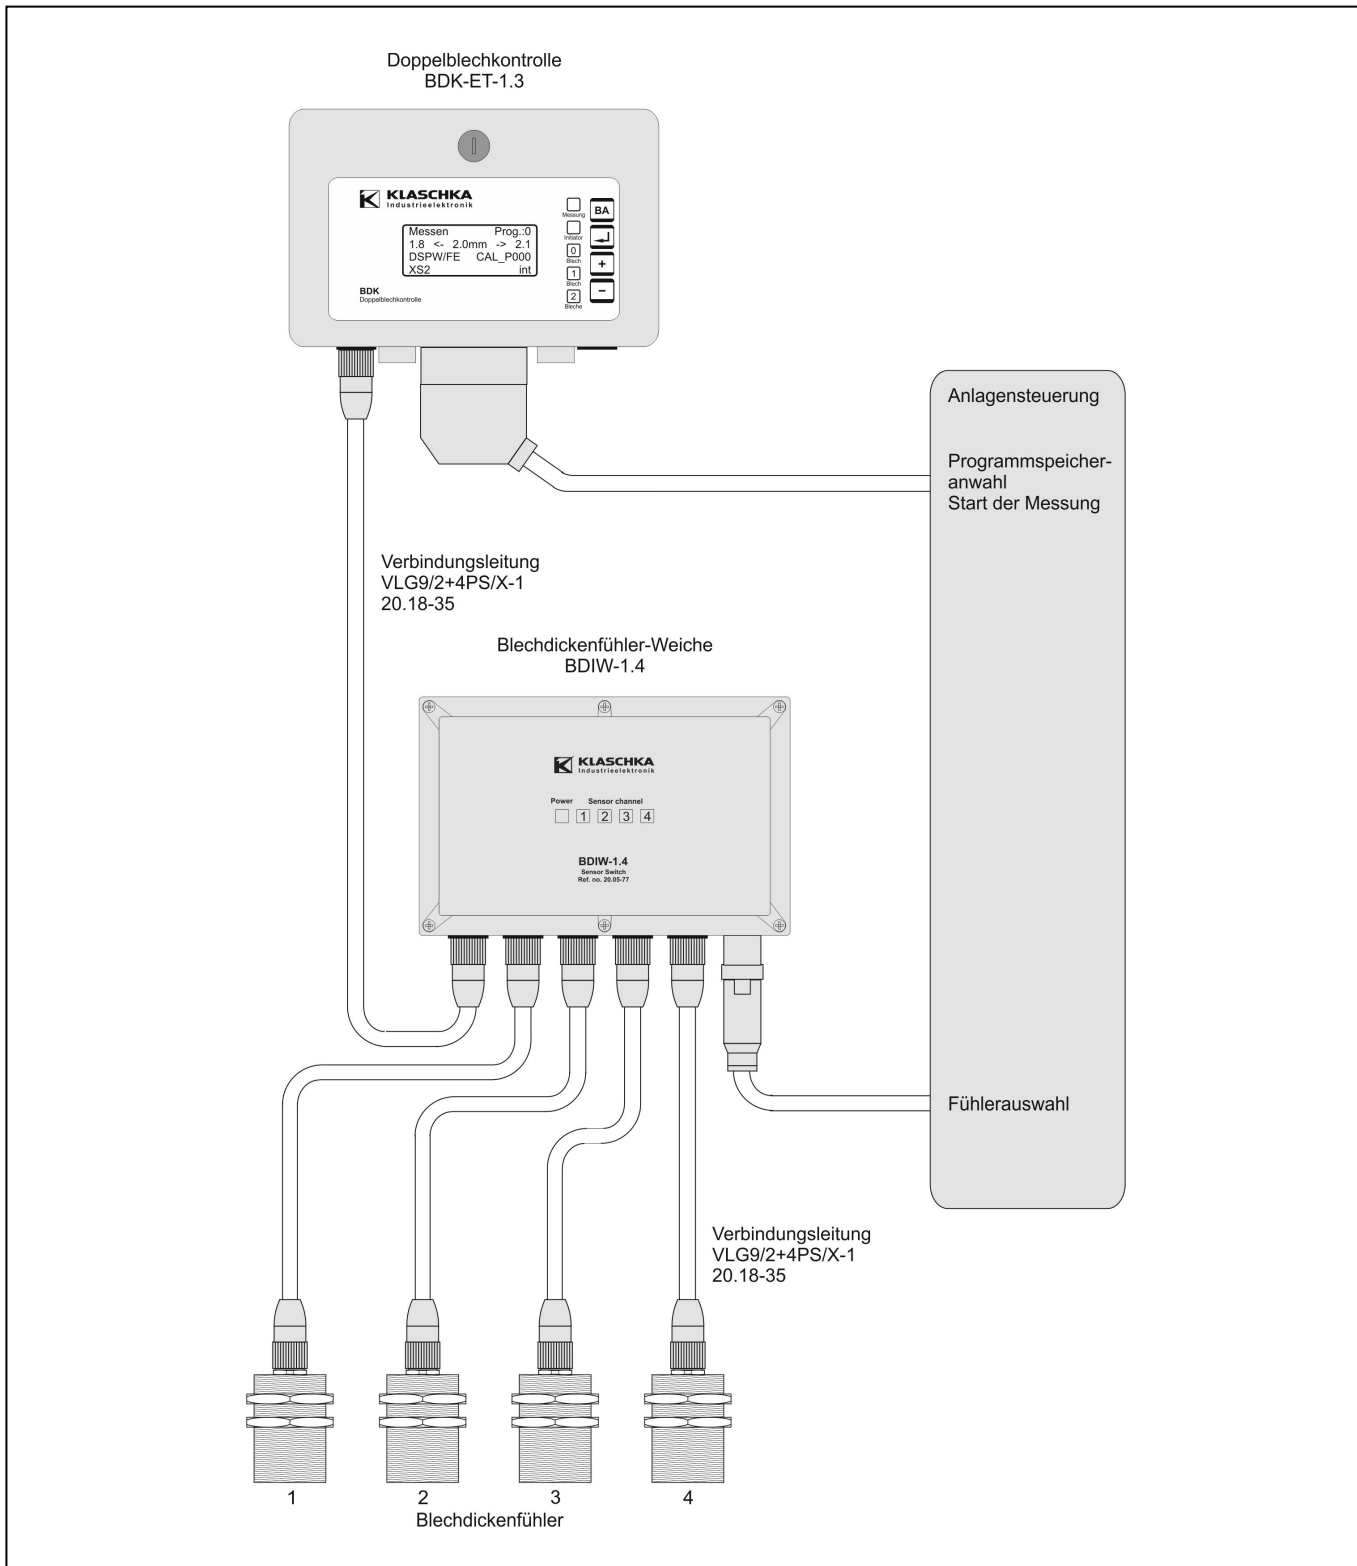 Doppelblechkontrolle
BDK-ET-1.3
KLASCHKA
Industrieelektronik
Messen Prog.:0
1.8 <- 2.0mm -> 2.1
DSPW/FE CAL_P000
XS2 int
BDK
Doppelblechkontrolle
Messung
BA
Initiator
0
Blech
+
1
Blech
–
2
Bleche
Anlagensteuerung
Programmspeicher-
anwahl
Start der Messung
Verbindungsleitung
VLG9/2+4PS/X-1
20.18-35
Blechdickenfühler-Weiche
BDIW-1.4
KLASCHKA
Industrieelektronik
Power Sensor channel
1 2 3 4
BDIW-1.4
Sensor Switch
Ref. no. 20.05-77
Fühlerauswahl
Verbindungsleitung
VLG9/2+4PS/X-1
20.18-35
1 2 3 4
Blechdickenfühler